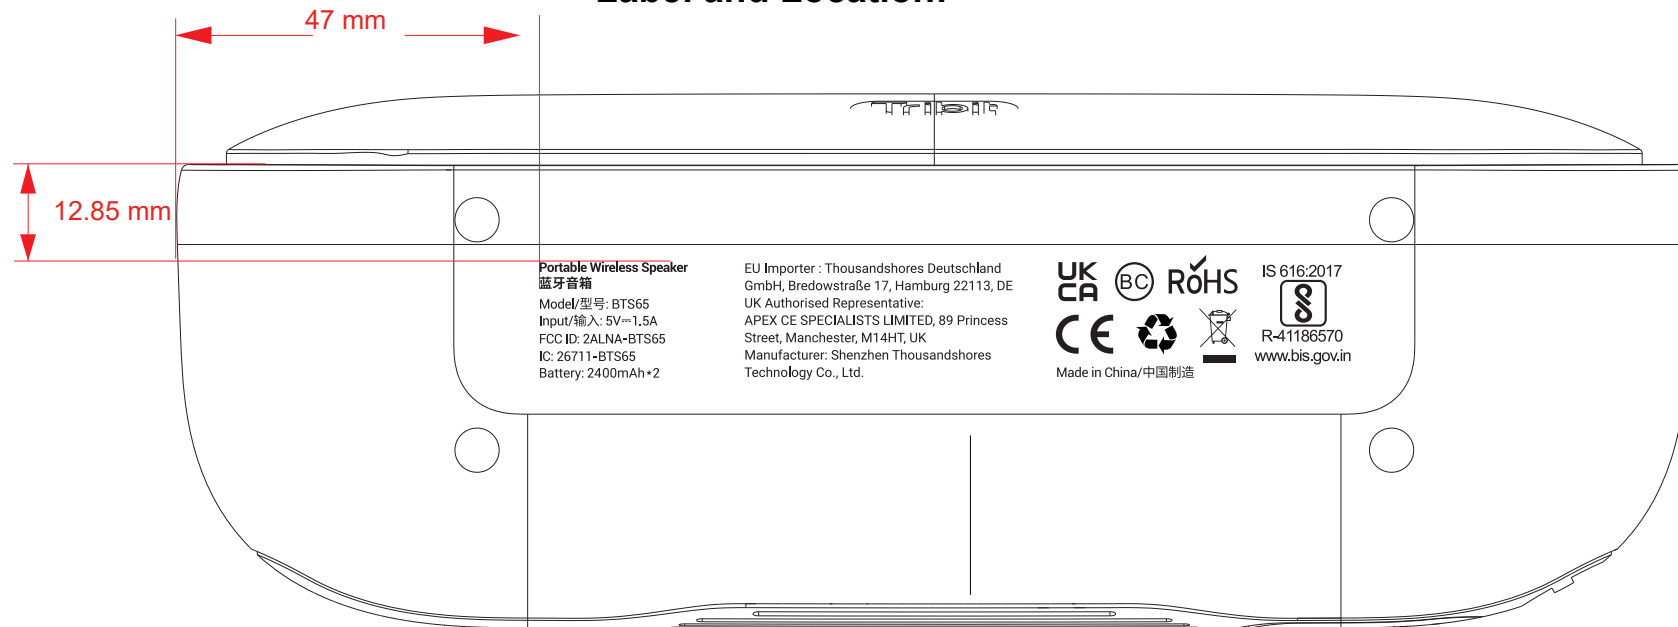 Label and Location:
47 mm
Tribit
12.85 mm
Portable Wireless Speaker
蓝牙音箱
Model/型号: BTS65
Input/输入: 5V⎓1.5A
FCC ID: 2ALNA-BTS65
IC: 26711-BTS65
Battery: 2400mAh*2
EU Importer : Thousandshores Deutschland
GmbH, Bredowstraße 17, Hamburg 22113, DE
UK Authorised Representative:
APEX CE SPECIALISTS LIMITED, 89 Princess
Street, Manchester, M14HT, UK
Manufacturer: Shenzhen Thousandshores
Technology Co., Ltd.
UK
CA
BC
RoHS
CE
Made in China/中国制造
IS 616:2017
R-41186570
www.bis.gov.in